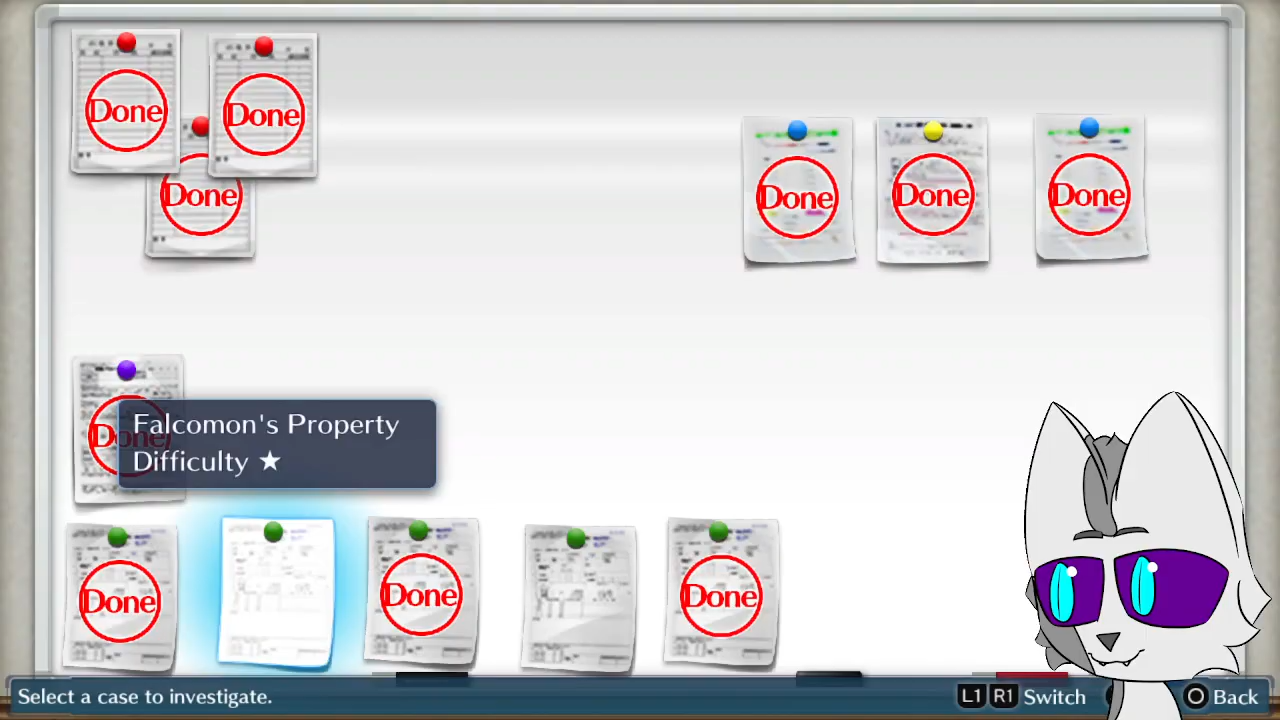 Done
Done
Done
Done
Done
Done
Done
Falcomon's Property
Difficulty ★
Done
Done
Done
Select a case to investigate.
L1 R1 Switch
Back